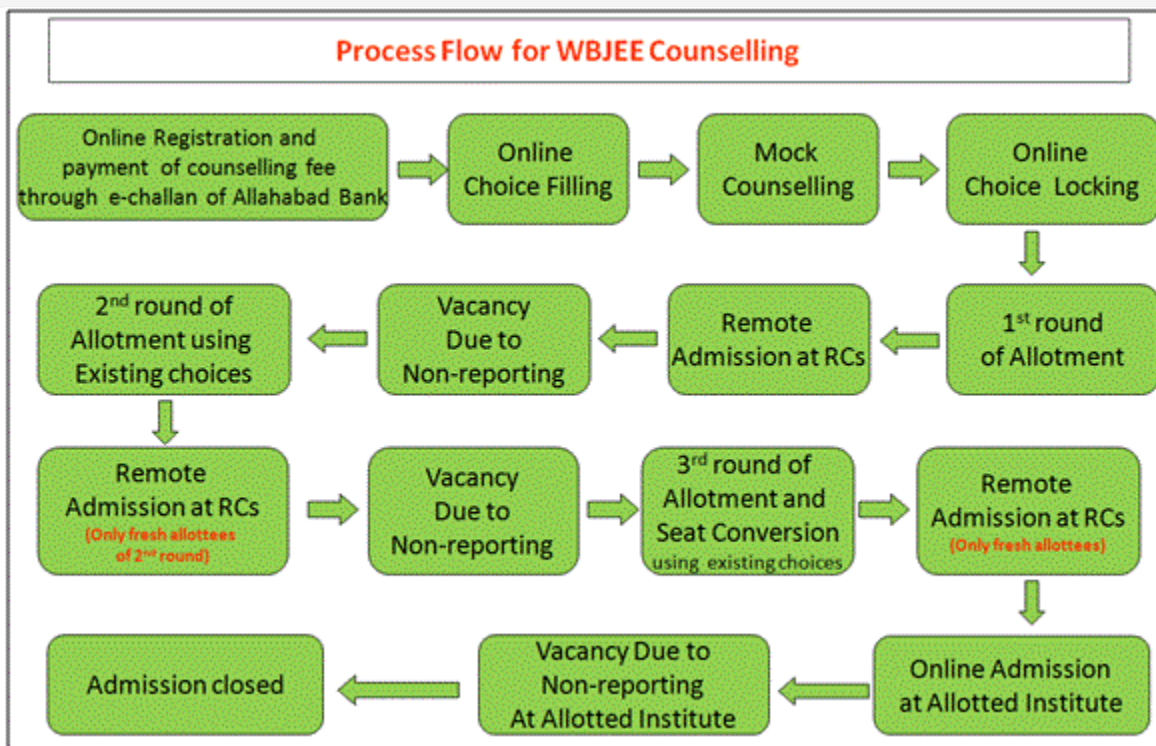 Process Flow for WBJEE Counselling
Online Registration and
payment of counselling fee
through e-challan of Allahabad Bank
Online
Choice Filling
Mock
Counselling
Online
Choice Locking
1st round
of Allotment
Remote
Admission at RCs
Vacancy
Due to
Non-reporting
2nd round of
Allotment using
Existing choices
Remote
Admission at RCs
(Only fresh allottees
of 2nd round)
Vacancy
Due to
Non-reporting
3rd round of
Allotment and
Seat Conversion
using existing choices
Remote
Admission at RCs
(Only fresh allottees)
Online Admission
at Allotted Institute
Vacancy Due to
Non-reporting
At Allotted Institute
Admission closed